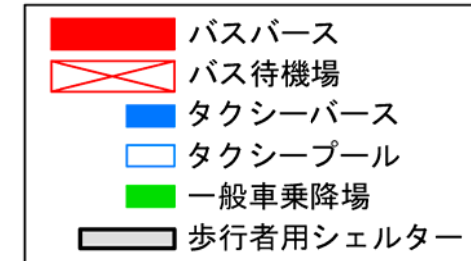 バスバース
バス待機場
タクシーバース
タクシープール
一般車乗降場
歩行者用シェルター